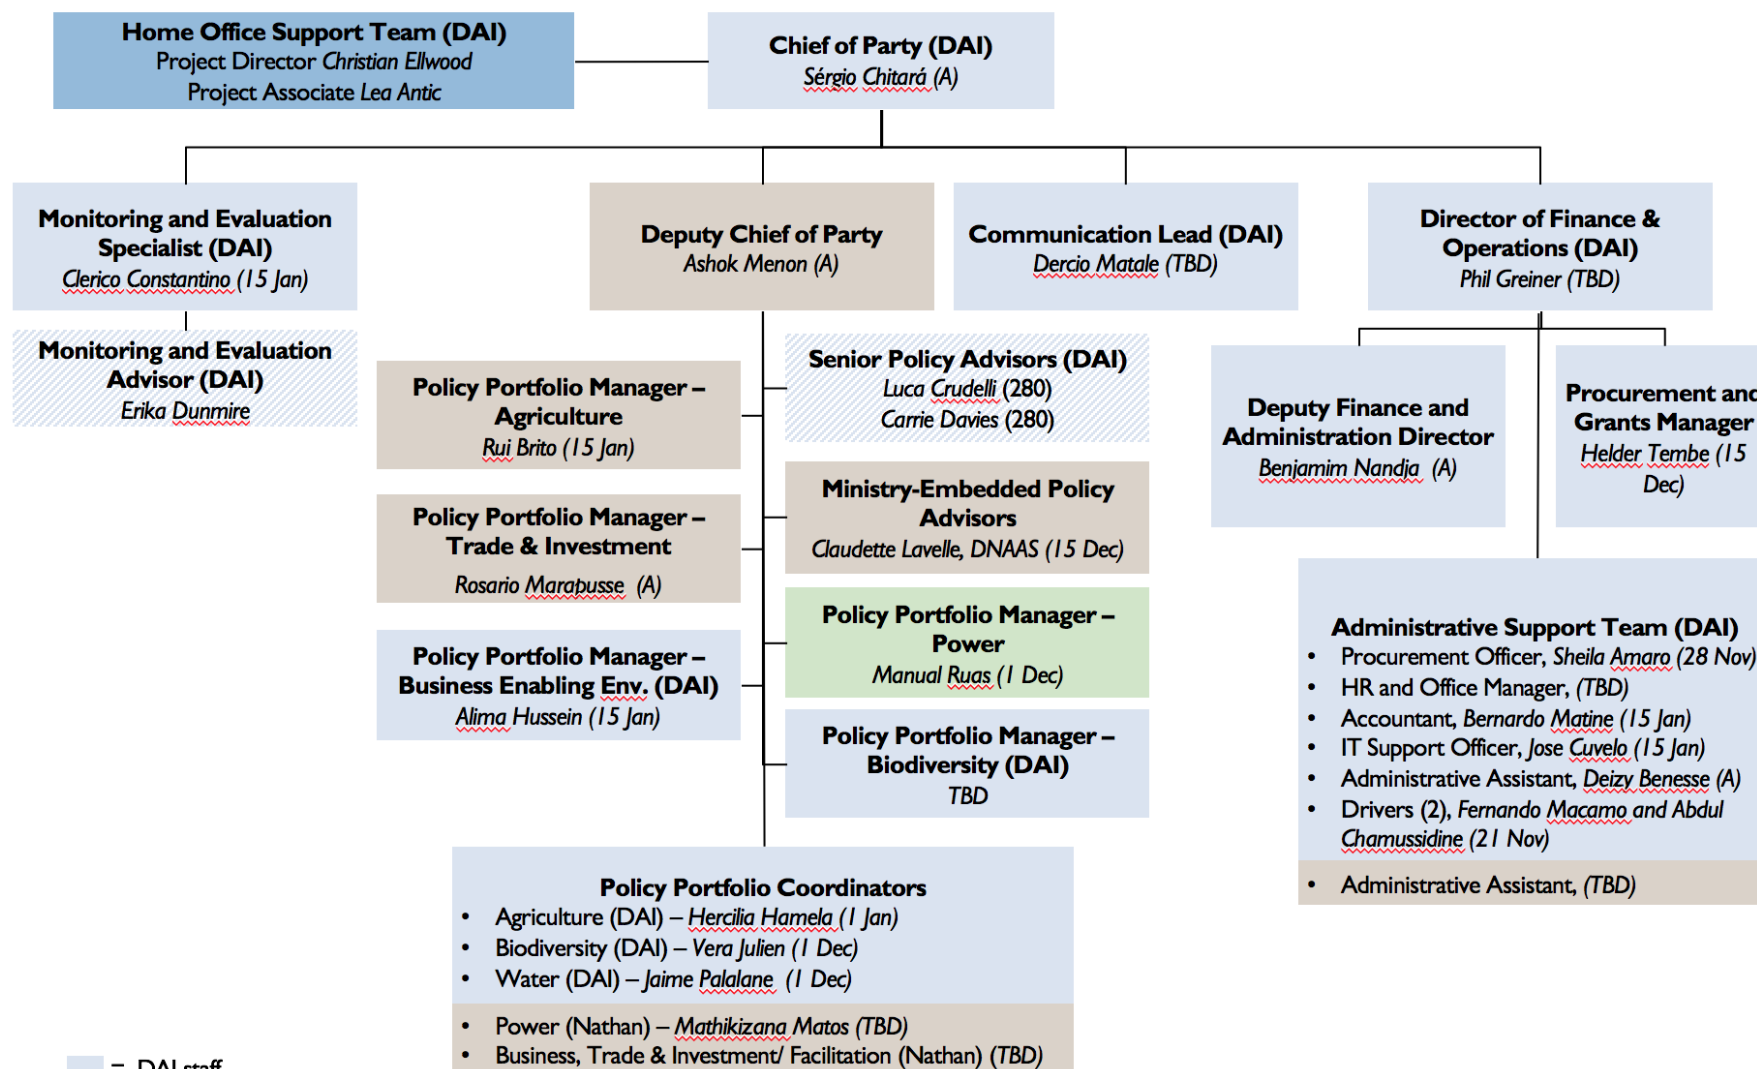 Home Office Support Team (DAI)
Project Director Christian Ellwood
Project Associate Lea Antic
Chief of Party (DAI)
Sérgio Chitará (A)
Monitoring and Evaluation
Specialist (DAI)
Clerico Constantino (15 Jan)
Deputy Chief of Party
Ashok Menon (A)
Communication Lead (DAI)
Dercio Matale (TBD)
Director of Finance &
Operations (DAI)
Phil Greiner (TBD)
Monitoring and Evaluation
Advisor (DAI)
Erika Dunmire
Policy Portfolio Manager –
Agriculture
Rui Brito (15 Jan)
Senior Policy Advisors (DAI)
Luca Crudelli (280)
Carrie Davies (280)
Deputy Finance and
Administration Director
Benjamim Nandja (A)
Procurement and
Grants Manager
Helder Tembe (15
Dec)
Policy Portfolio Manager –
Trade & Investment
Rosario Marapusse (A)
Ministry-Embedded Policy
Advisors
Claudette Lavelle, DNAAS (15 Dec)
Policy Portfolio Manager –
Business Enabling Env. (DAI)
Alima Hussein (15 Jan)
Policy Portfolio Manager –
Power
Manual Ruas (1 Dec)
Policy Portfolio Manager –
Biodiversity (DAI)
TBD
Administrative Support Team (DAI)
• Procurement Officer, Sheila Amaro (28 Nov)
• HR and Office Manager, (TBD)
• Accountant, Bernardo Matine (15 Jan)
• IT Support Officer, Jose Cuvelo (15 Jan)
• Administrative Assistant, Deizy Benesse (A)
• Drivers (2), Fernando Macamo and Abdul
Chamussidine (21 Nov)
• Administrative Assistant, (TBD)
Policy Portfolio Coordinators
• Agriculture (DAI) – Hercilia Hamela (1 Jan)
• Biodiversity (DAI) – Vera Julien (1 Dec)
• Water (DAI) – Jaime Palalane (1 Dec)
• Power (Nathan) – Mathikizana Matos (TBD)
• Business, Trade & Investment/ Facilitation (Nathan) (TBD)
= DAI staff